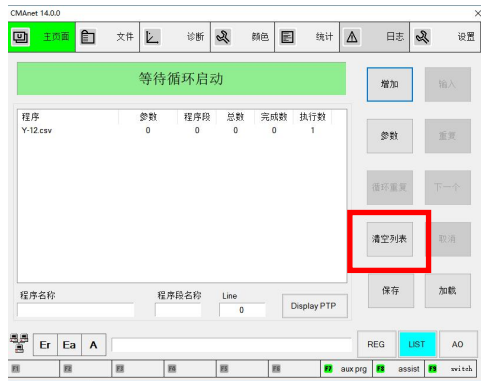 CMAnet 14.0.0 X
主页面 文件 诊断 颜色 统计 日志 设置
等待循环启动
增加 输入
程序 参数 程序段 总数 完成数 执行数
Y-12.csv 0 0 0 0 1
参数 重复
循环重复 下一个
清空列表 取消
保存 加载
程序名称 程序段名称 Line
0
Display PTP
Er Ea A
REG LIST AO
F1 F2 F3 F4 F5 F6 F7 aux prg F8 assist F9 switch